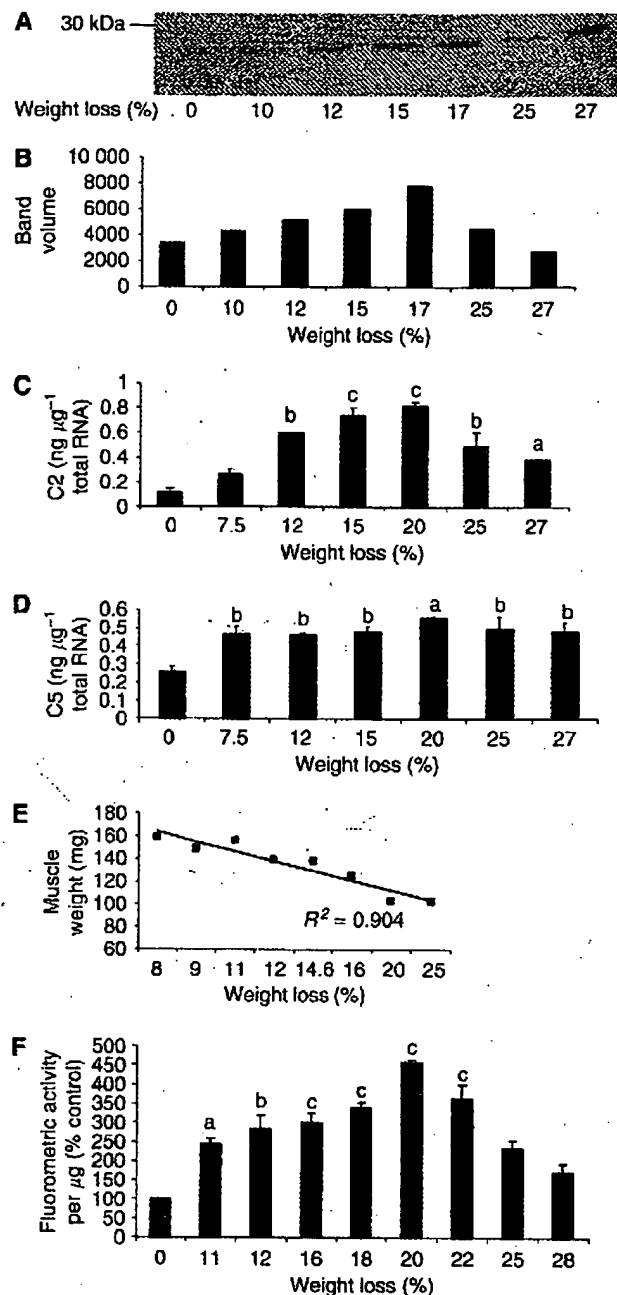 A 30 kDa
Weight loss (%) 0 10 12 15 17 25 27
B
Band volume
10 000
8000
6000
4000
2000
0
0 10 12 15 17 25 27
Weight loss (%)
C
C2 (ng μg⁻¹ total RNA)
1
0.8
0.6
0.4
0.2
0
b c c b a
0 7.5 12 15 20 25 27
Weight loss (%)
D
C5 (ng μg⁻¹ total RNA)
0.6
0.5
0.4
0.3
0.2
0.1
0
b b b a b b
0 7.5 12 15 20 25 27
Weight loss (%)
E
Muscle weight (mg)
180
160
140
120
100
80
60
R² = 0.904
8 9 11 12 14.6 16 20 25
Weight loss (%)
F
Fluorometric activity per μg (% control)
500
450
400
350
300
250
200
150
100
50
0
a b c c c c
0 11 12 16 18 20 22 25 28
Weight loss (%)